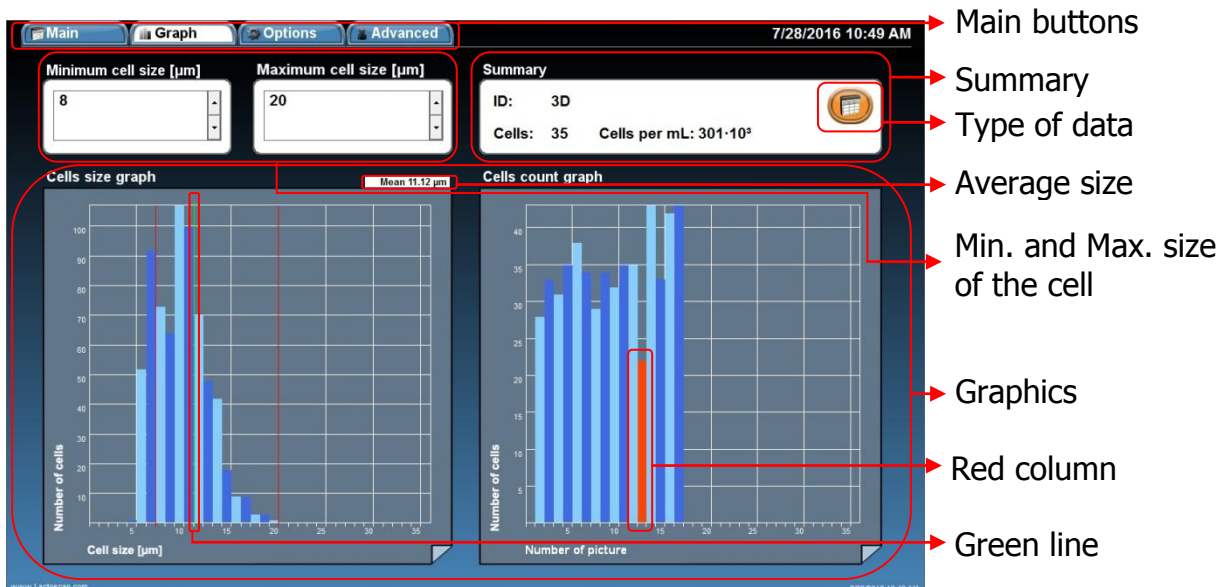 Main
Graph
Options
Advanced
7/28/2016 10:49 AM
Main buttons
Minimum cell size [µm]
8
Maximum cell size [µm]
20
Summary
ID: 3D
Cells: 35 Cells per mL: 301·10³
Summary
Type of data
Average size
Min. and Max. size
of the cell
Graphics
Red column
Green line
Cells size graph
Mean 11.12 µm
Number of cells
100
90
80
70
60
50
40
30
20
10
5 10 15 20 25 30 35
Cell size [µm]
Cells count graph
Number of cells
40
35
30
25
20
15
10
5
5 10 15 20 25 30 35
Number of picture
www.Lactoscan.com